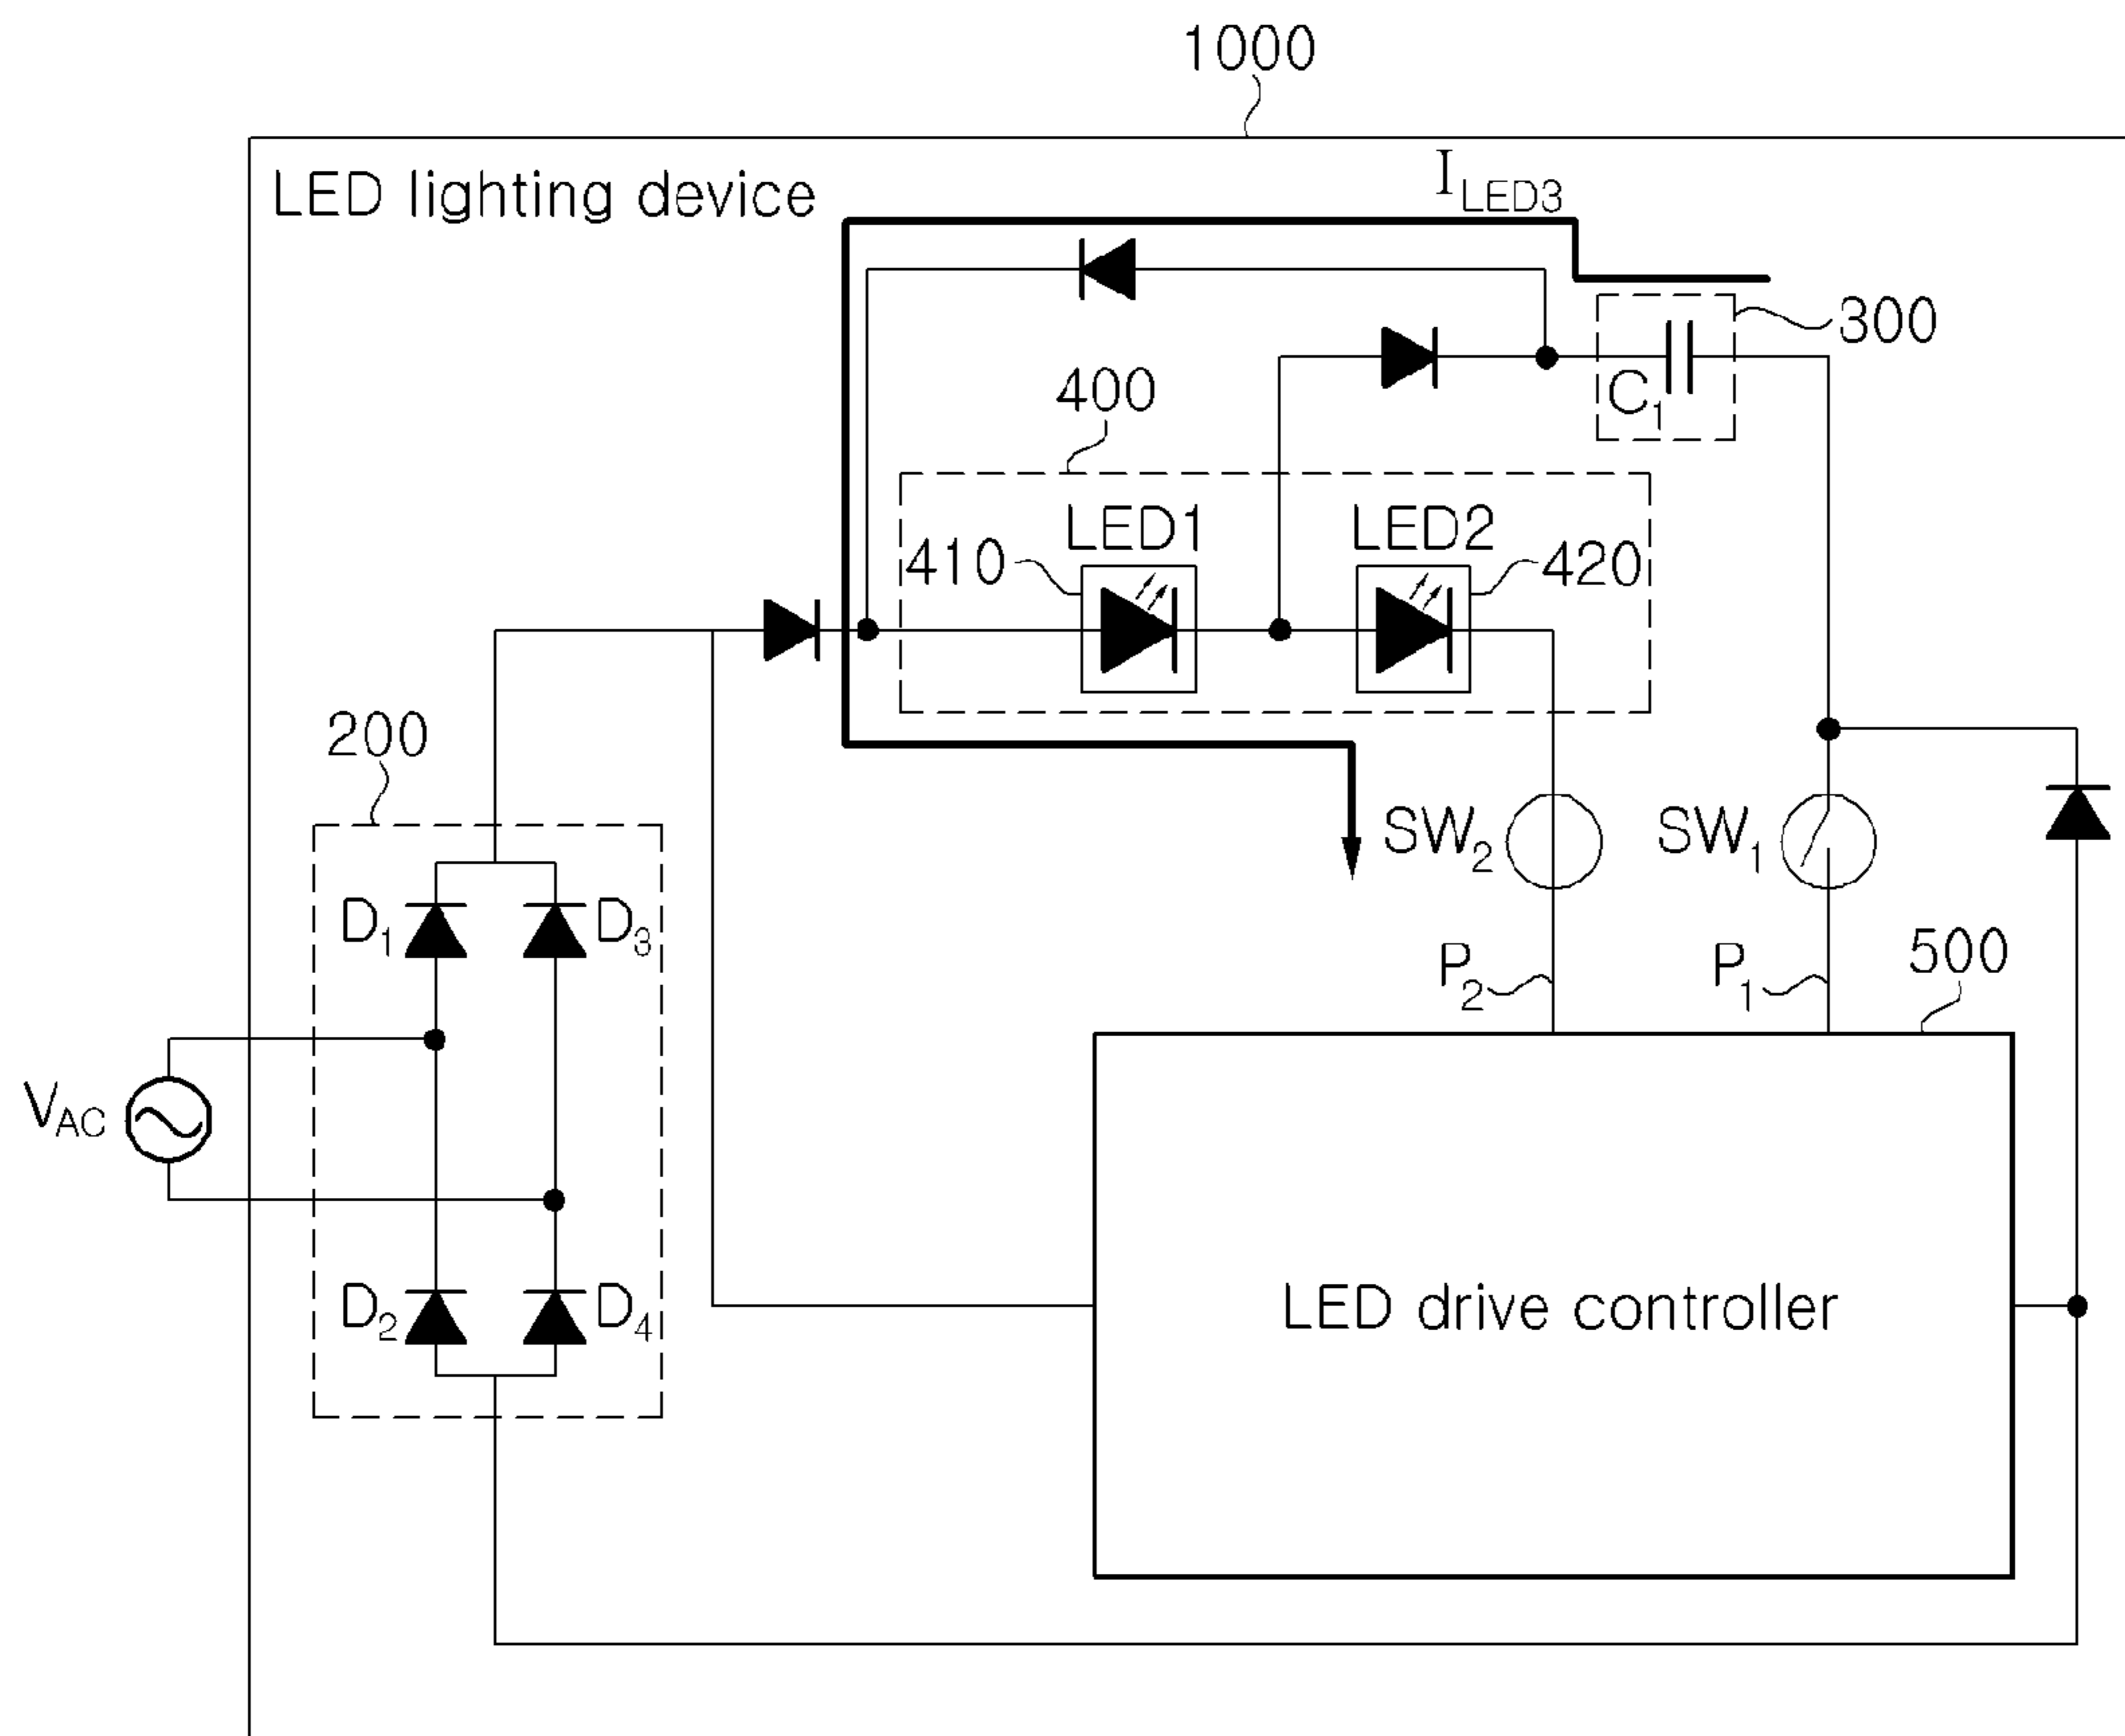 1000
LED lighting device
I LED3
300
400
C1
LED1
LED2
410
420
200
SW2
SW1
D1
D3
P2
P1
500
VAC
D2
D4
LED drive controller